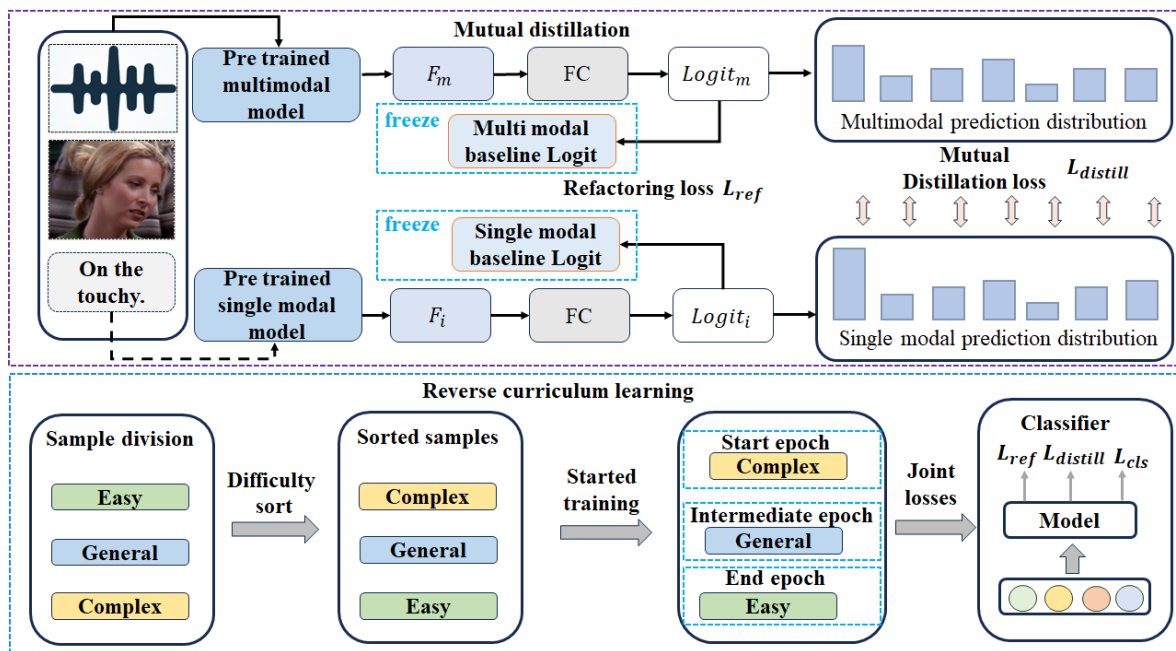 Mutual distillation
Pre trained
multimodal
model
F_m
FC
Logit_m
Multimodal prediction distribution
freeze
Multi modal
baseline Logit
Refactoring loss L_ref
Mutual
Distillation loss
L_distill
freeze
Single modal
baseline Logit
On the
touchy.
Pre trained
single modal
model
F_i
FC
Logit_i
Single modal prediction distribution
Reverse curriculum learning
Sample division
Easy
General
Complex
Difficulty
sort
Sorted samples
Complex
General
Easy
Started
training
Start epoch
Complex
Intermediate epoch
General
End epoch
Easy
Joint
losses
Classifier
L_ref L_distill L_cls
Model